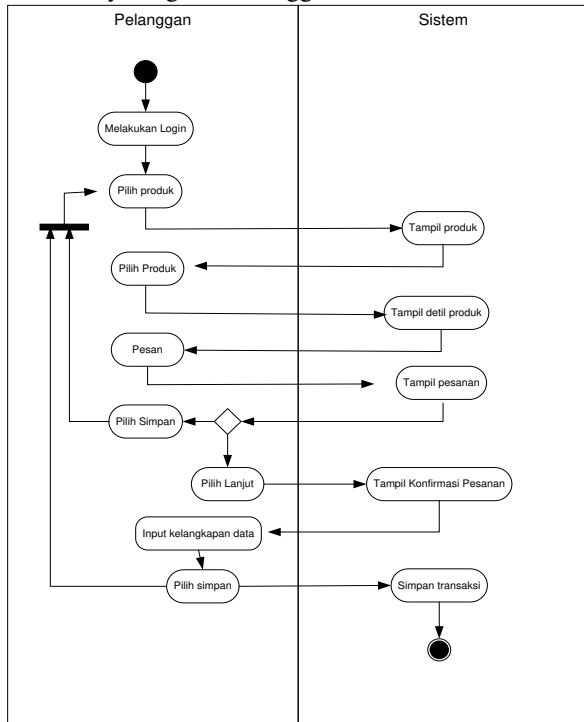 Pelanggan
Sistem
Melakukan Login
Pilih produk
Tampil produk
Pilih Produk
Tampil detil produk
Pesan
Tampil pesanan
Pilih Simpan
Pilih Lanjut
Tampil Konfirmasi Pesanan
Input kelangkapan data
Pilih simpan
Simpan transaksi